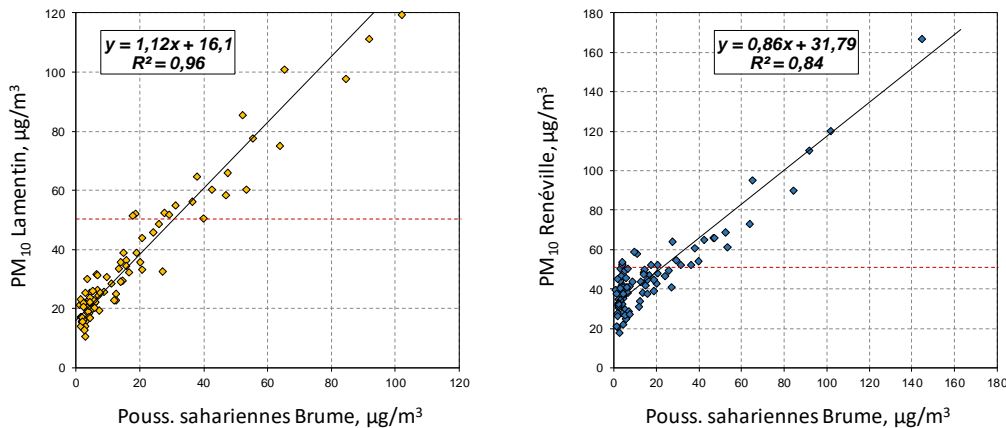 y = 1,12x + 16,1
R² = 0,96
PM₁₀ Lamentin, µg/m³
120
100
80
60
40
20
0
0 20 40 60 80 100 120
Pouss. sahariennes Brume, µg/m³
y = 0,86x + 31,79
R² = 0,84
PM₁₀ Renéville, µg/m³
180
160
140
120
100
80
60
40
20
0
0 20 40 60 80 100 120 140 160 180
Pouss. sahariennes Brume, µg/m³